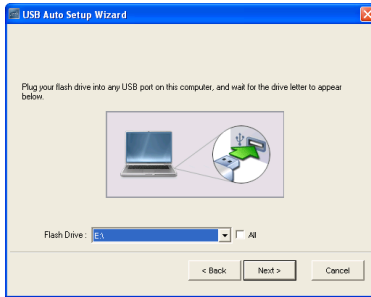 USB Auto Setup Wizard
Plug your flash drive into any USB port on this computer, and wait for the drive letter to appear
below.
Flash Drive : E:\ All
< Back Next > Cancel